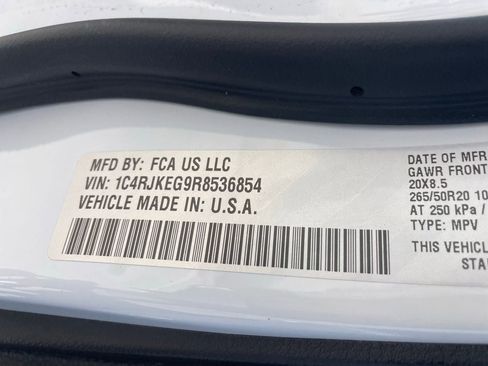 MFD BY: FCA US LLC
VIN: 1C4RJKEG9R8536854
VEHICLE MADE IN: U.S.A.
DATE OF MFR
GAWR FRONT
20X8.5
265/50R20 10
AT 250 kPa /
TYPE: MPV
THIS VEHICL
STA